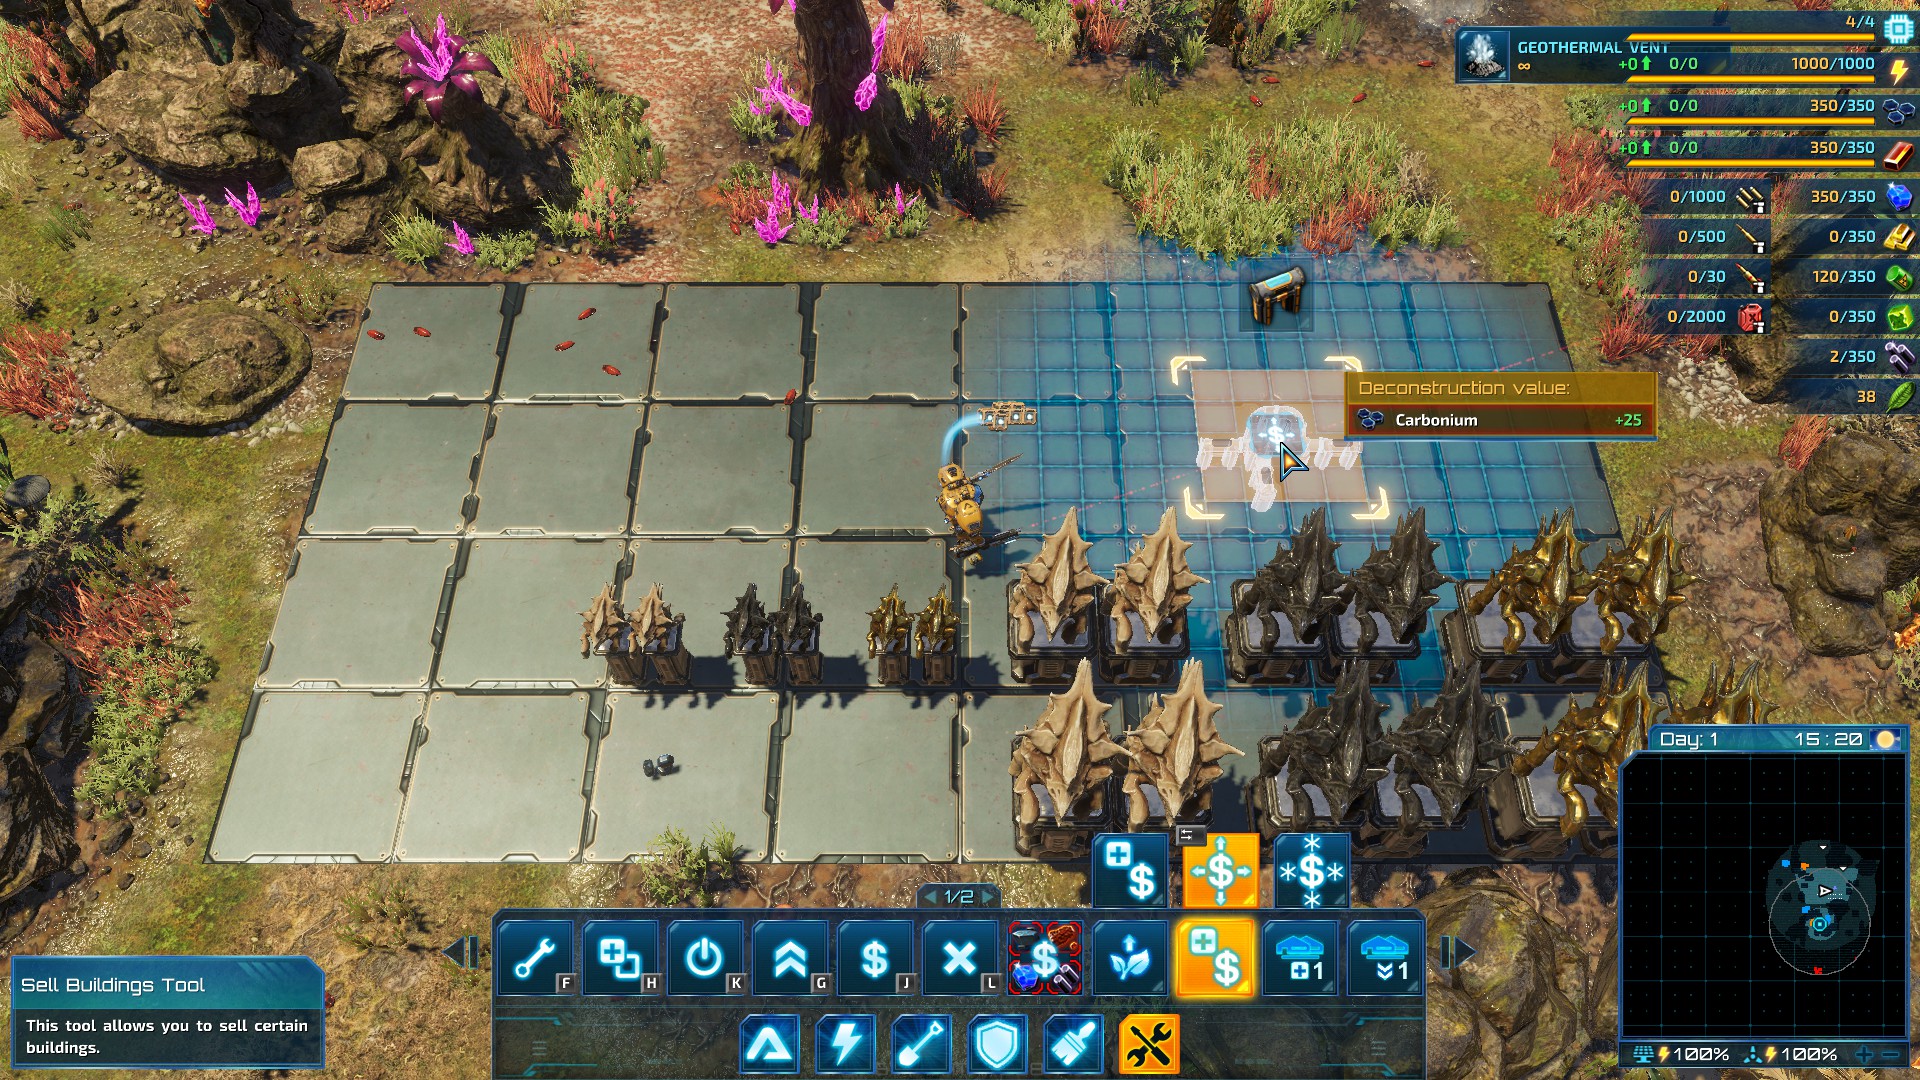 4/4
GEOTHERMAL VENT
∞
+0 0/0 1000/1000
+0 0/0 350/350
+0 0/0 350/350
0/1000 350/350
0/500 0/350
0/30 120/350
0/2000 0/350
2/350
38
Deconstruction value:
Carbonium +25
Day: 1 15:20
1/2
F
H
K
G
J
L
1
1
Sell Buildings Tool
This tool allows you to sell certain
buildings.
100% 100%